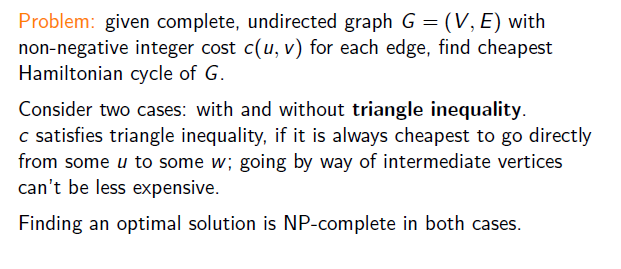 Problem: given complete, undirected graph G = (V, E) with
non-negative integer cost c(u, v) for each edge, find cheapest
Hamiltonian cycle of G.
Consider two cases: with and without triangle inequality.
c satisfies triangle inequality, if it is always cheapest to go directly
from some u to some w; going by way of intermediate vertices
can't be less expensive.
Finding an optimal solution is NP-complete in both cases.